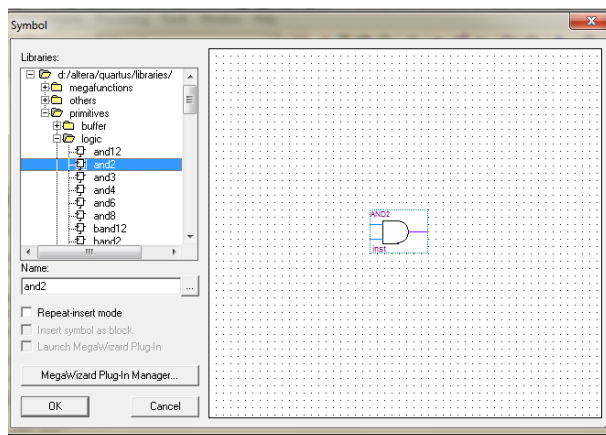 Symbol
Libraries:
d:/altera/quartus/libraries/
megafunctions
others
primitives
buffer
logic
and12
and2
and3
and4
and6
and8
band12
band2
Name:
and2
...
Repeat-insert mode
Insert symbol as block
Launch MegaWizard Plug-In
MegaWizard Plug-In Manager...
OK
Cancel
AND2
inst